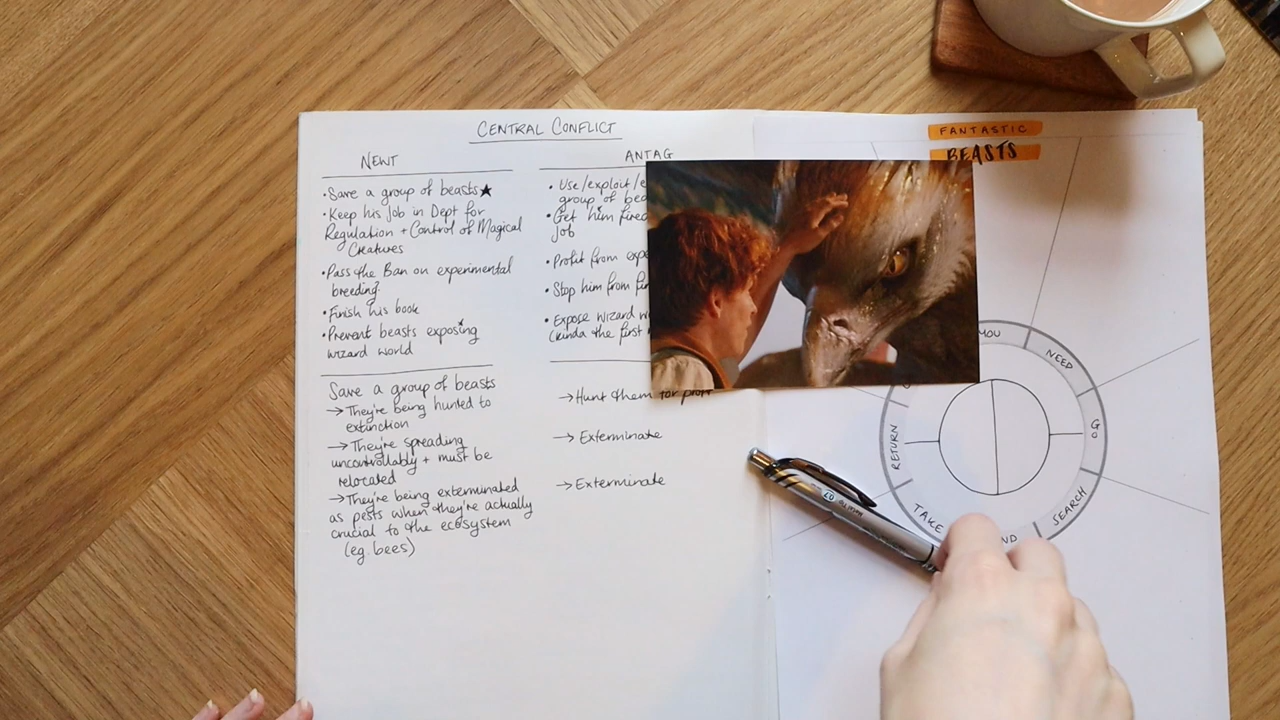 CENTRAL CONFLICT
NEWT
• Save a group of beasts ★
• Keep his job in Dept for
Regulation + Control of Magical
Creatures
• Pass the Ban on experimental
breeding.
• Finish his book
• Prevent beasts exposing
wizard world
Save a group of beasts
→ They're being hunted to
extinction
→ They're spreading
uncontrollably + must be
relocated
→ They're being exterminated
as pests when they're actually
crucial to the ecosystem
(eg. bees)
ANTAG
• Use/exploit/
group of
• Get him fired
job
• Profit from
• Stop him from
• Expose wizard
(kinda the first
→ Hunt them for profit
→ Exterminate
→ Exterminate
FANTASTIC
BEASTS
YOU
NEED
GO
SEARCH
TAKE
RETURN